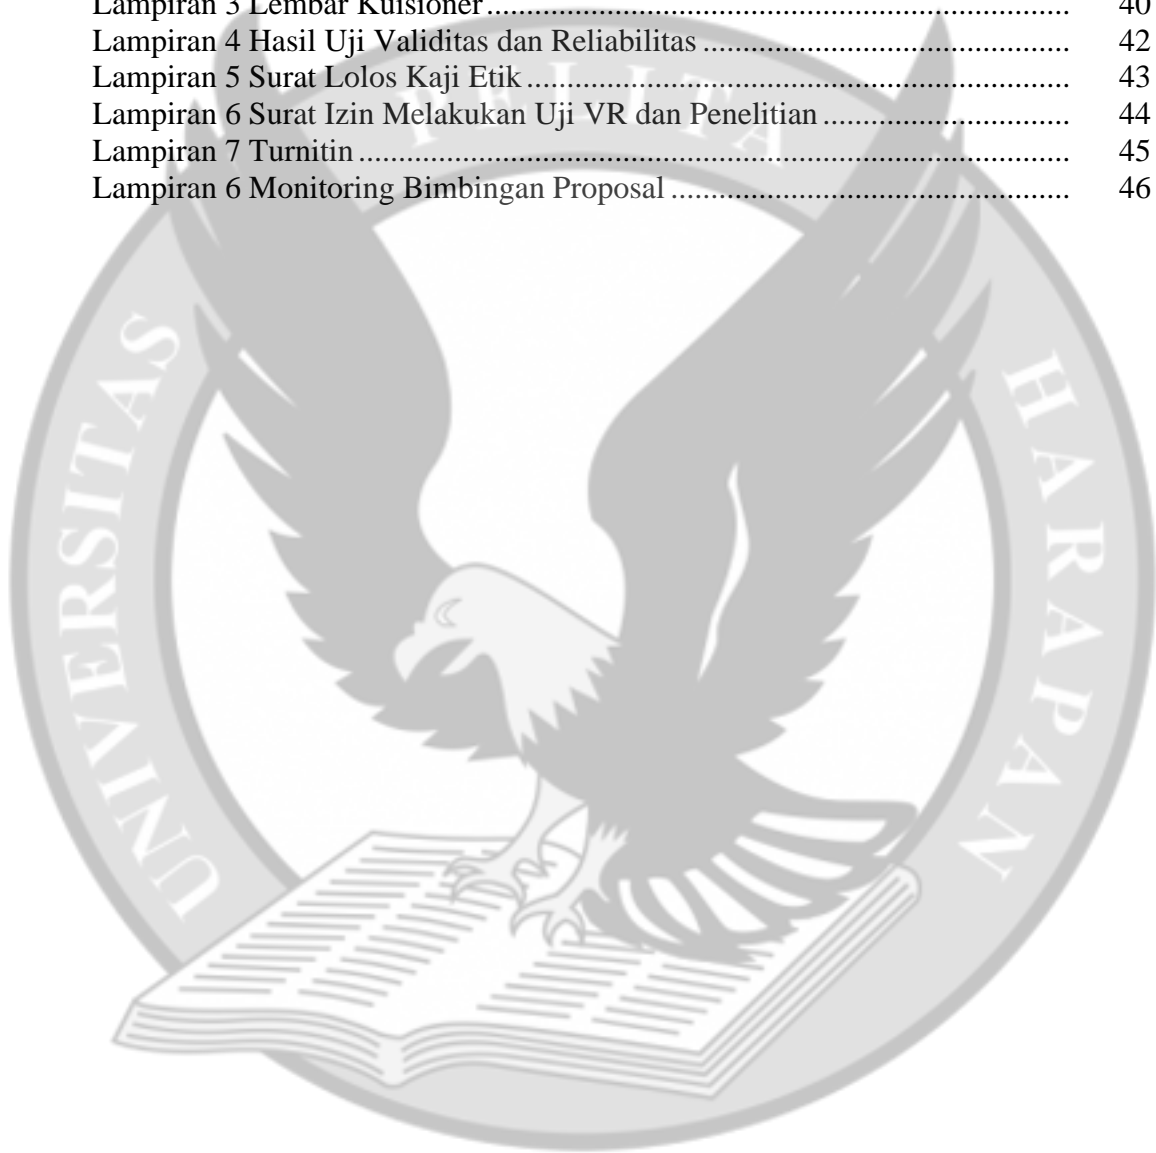 Lampiran 3 Lembar Kuisioner........................................................................ 40
Lampiran 4 Hasil Uji Validitas dan Reliabilitas............................................. 42
Lampiran 5 Surat Lolos Kaji Etik................................................................... 43
Lampiran 6 Surat Izin Melakukan Uji VR dan Penelitian.............................. 44
Lampiran 7 Turnitin........................................................................................ 45
Lampiran 6 Monitoring Bimbingan Proposal................................................. 46
UNIVERSITAS PELITA HARAPAN